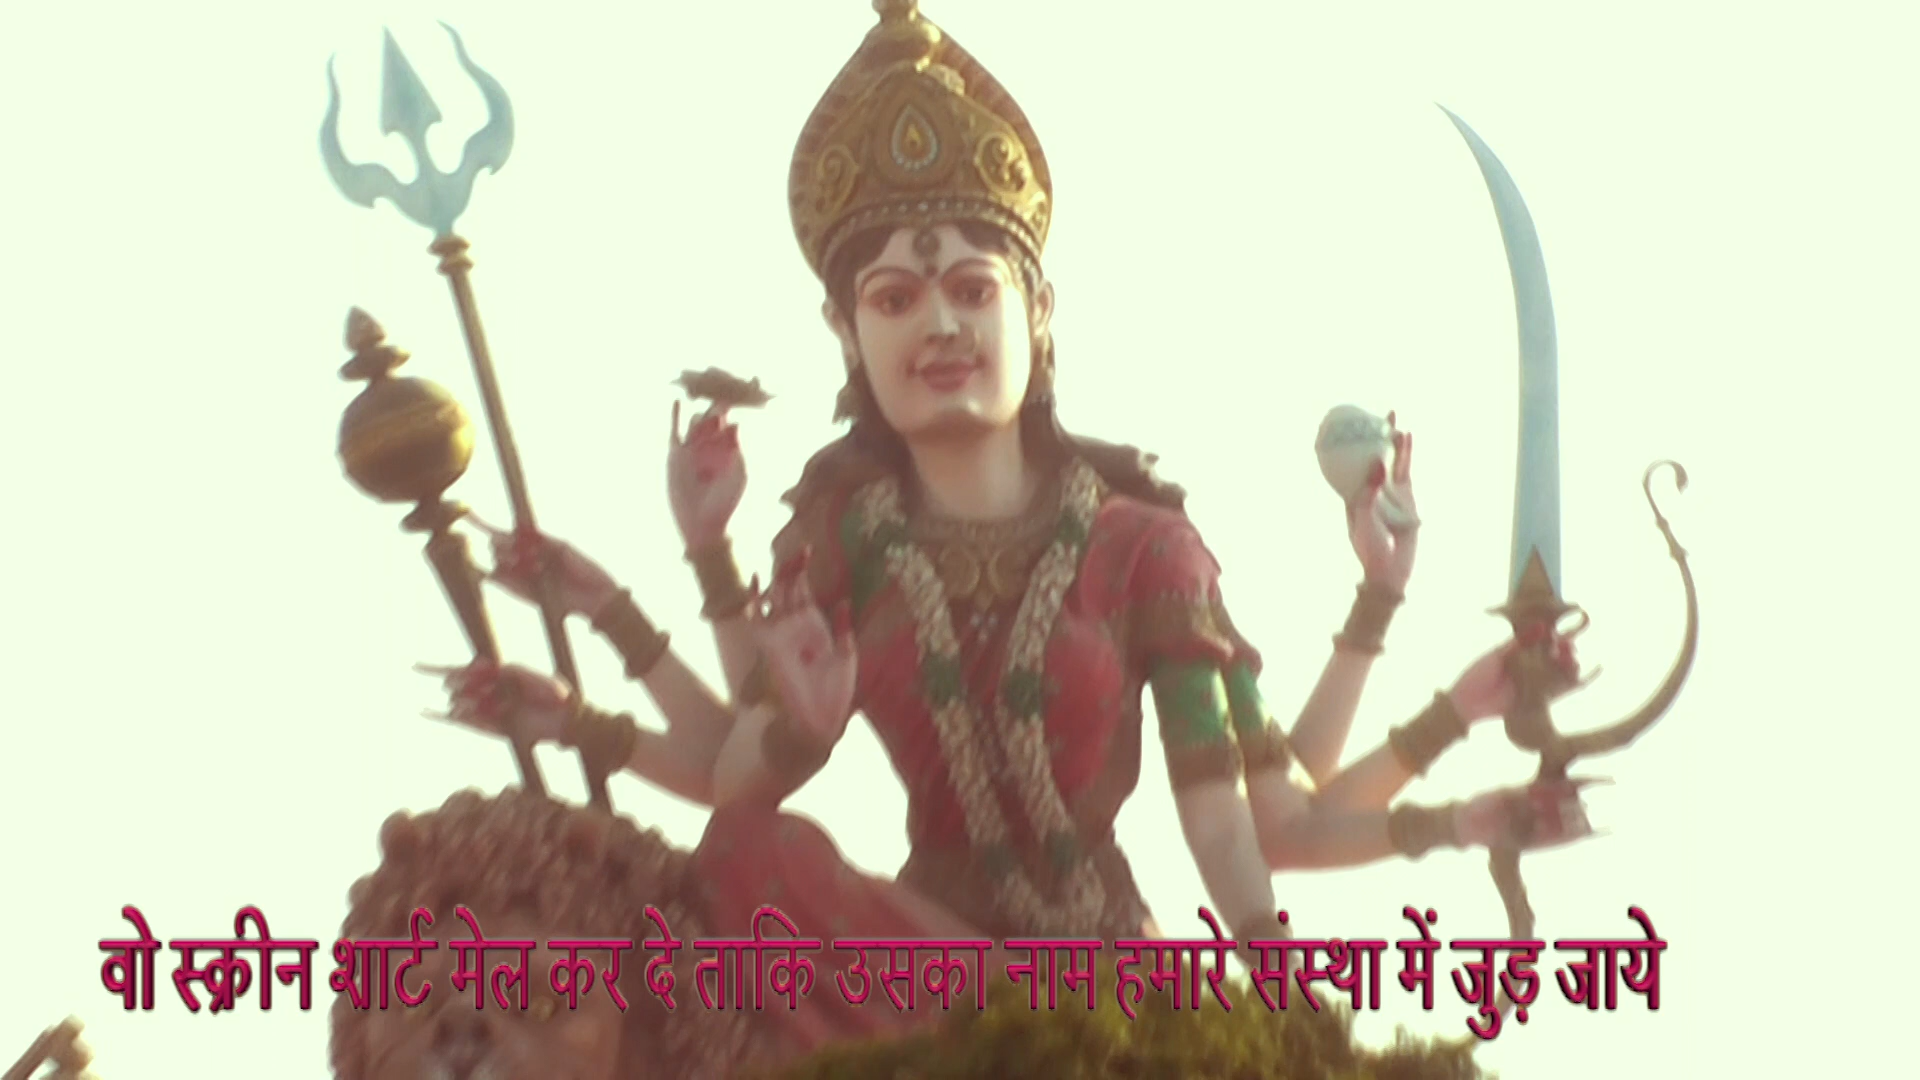 वो स्क्रीन शार्ट मेल कर दे ताकि उसका नाम हमारे संस्था में जुड़ जाये